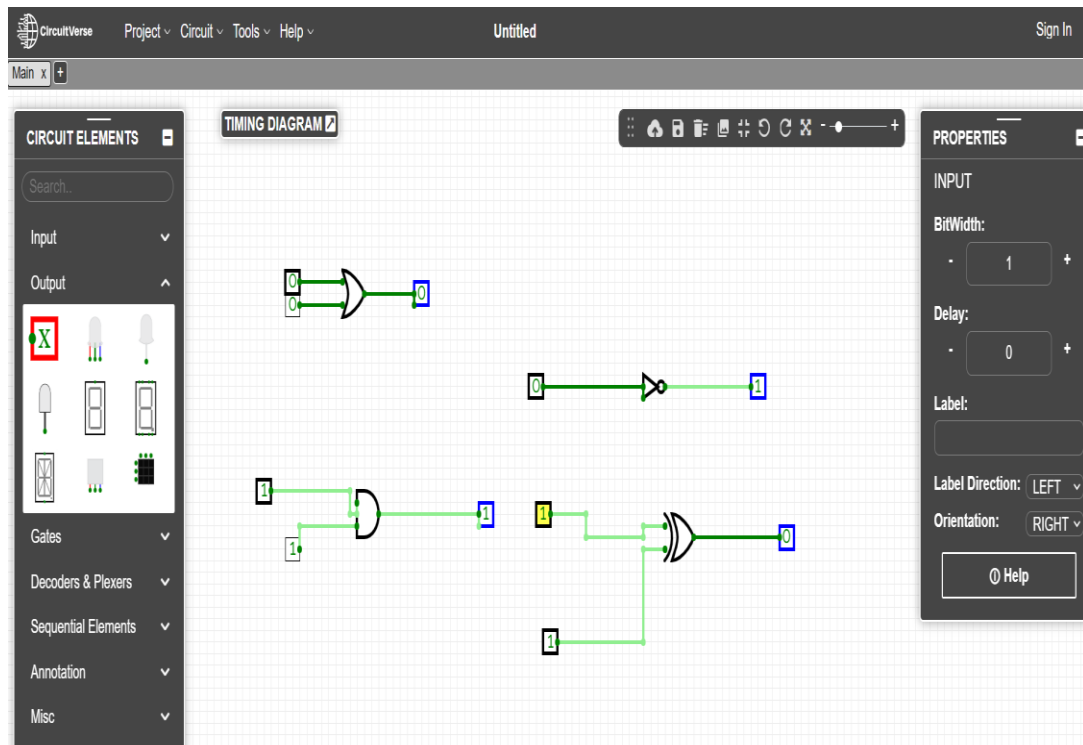 CircuitVerse Project Circuit Tools Help Untitled Sign In
Main x +
TIMING DIAGRAM
CIRCUIT ELEMENTS
Search..
Input
Output
X
Gates
Decoders & Plexers
Sequential Elements
Annotation
Misc
- +
0
0
0
0
1
1
1
1
1
0
1
PROPERTIES
INPUT
BitWidth:
- 1 +
Delay:
- 0 +
Label:
Label Direction: LEFT
Orientation: RIGHT
Help